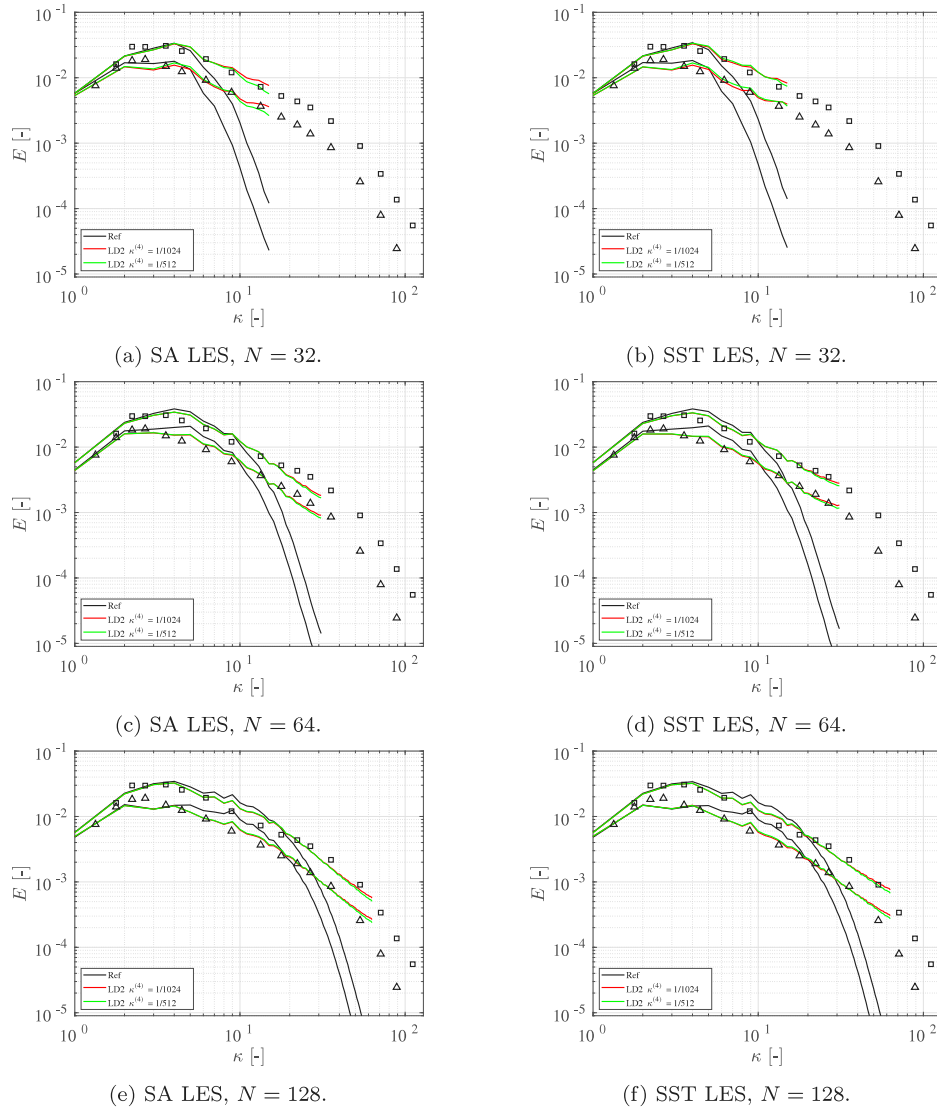 10^{-1}
10^{-2}
10^{-3}
10^{-4}
10^{-5}
E [-]
Ref
LD2 κ^{(4)} = 1/1024
LD2 κ^{(4)} = 1/512
10^0 10^1 10^2
κ [-]
(a) SA LES, N = 32.
10^{-1}
10^{-2}
10^{-3}
10^{-4}
10^{-5}
E [-]
Ref
LD2 κ^{(4)} = 1/1024
LD2 κ^{(4)} = 1/512
10^0 10^1 10^2
κ [-]
(b) SST LES, N = 32.
10^{-1}
10^{-2}
10^{-3}
10^{-4}
10^{-5}
E [-]
Ref
LD2 κ^{(4)} = 1/1024
LD2 κ^{(4)} = 1/512
10^0 10^1 10^2
κ [-]
(c) SA LES, N = 64.
10^{-1}
10^{-2}
10^{-3}
10^{-4}
10^{-5}
E [-]
Ref
LD2 κ^{(4)} = 1/1024
LD2 κ^{(4)} = 1/512
10^0 10^1 10^2
κ [-]
(d) SST LES, N = 64.
10^{-1}
10^{-2}
10^{-3}
10^{-4}
10^{-5}
E [-]
Ref
LD2 κ^{(4)} = 1/1024
LD2 κ^{(4)} = 1/512
10^0 10^1 10^2
κ [-]
(e) SA LES, N = 128.
10^{-1}
10^{-2}
10^{-3}
10^{-4}
10^{-5}
E [-]
Ref
LD2 κ^{(4)} = 1/1024
LD2 κ^{(4)} = 1/512
10^0 10^1 10^2
κ [-]
(f) SST LES, N = 128.